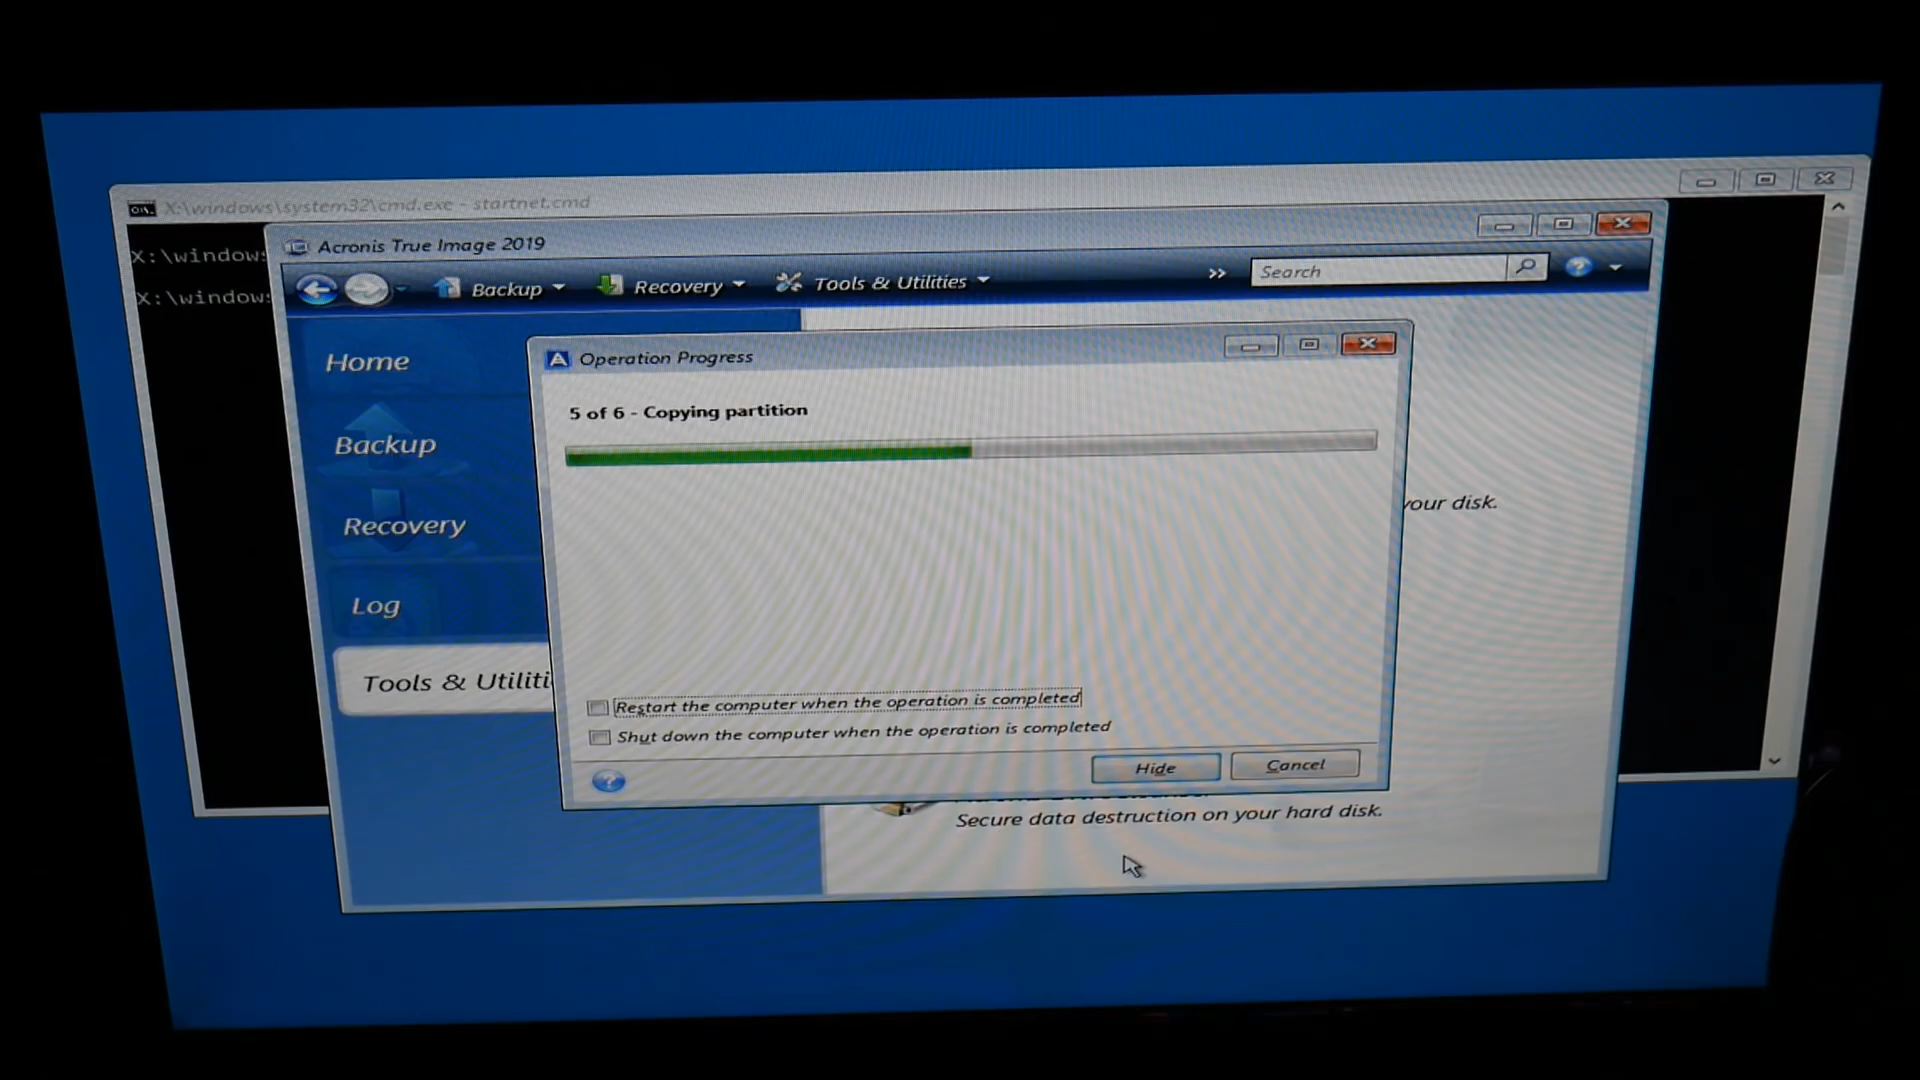 X:\windows\system32\cmd.exe - startnet.cmd
X:\windows
X:\windows
Acronis True Image 2019
Backup
Recovery
Tools & Utilities
Search
Home
Backup
Recovery
Log
Tools & Utiliti
Operation Progress
5 of 6 - Copying partition
your disk.
Restart the computer when the operation is completed
Shut down the computer when the operation is completed
Hide
Cancel
Secure data destruction on your hard disk.